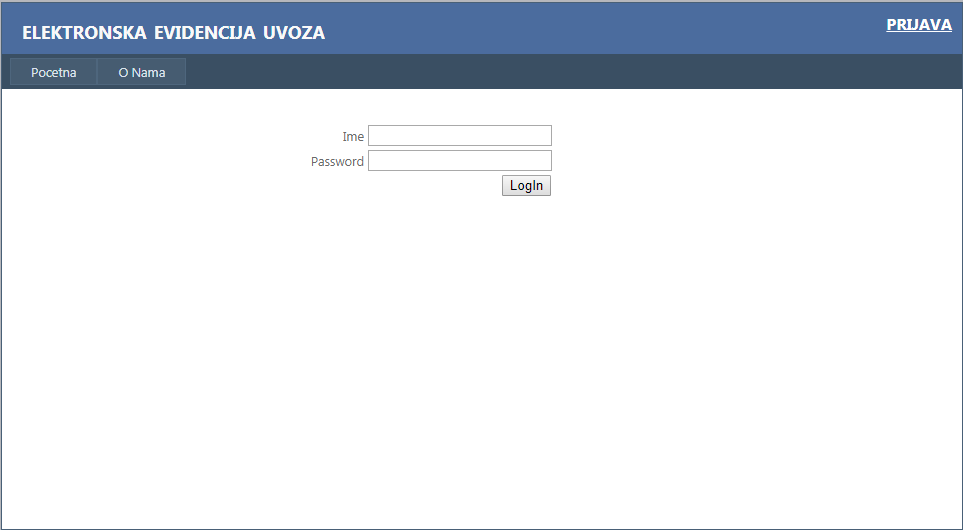 ELEKTRONSKA EVIDENCIJA UVOZA
PRIJAVA
Pocetna
O Nama
Ime
Password
LogIn